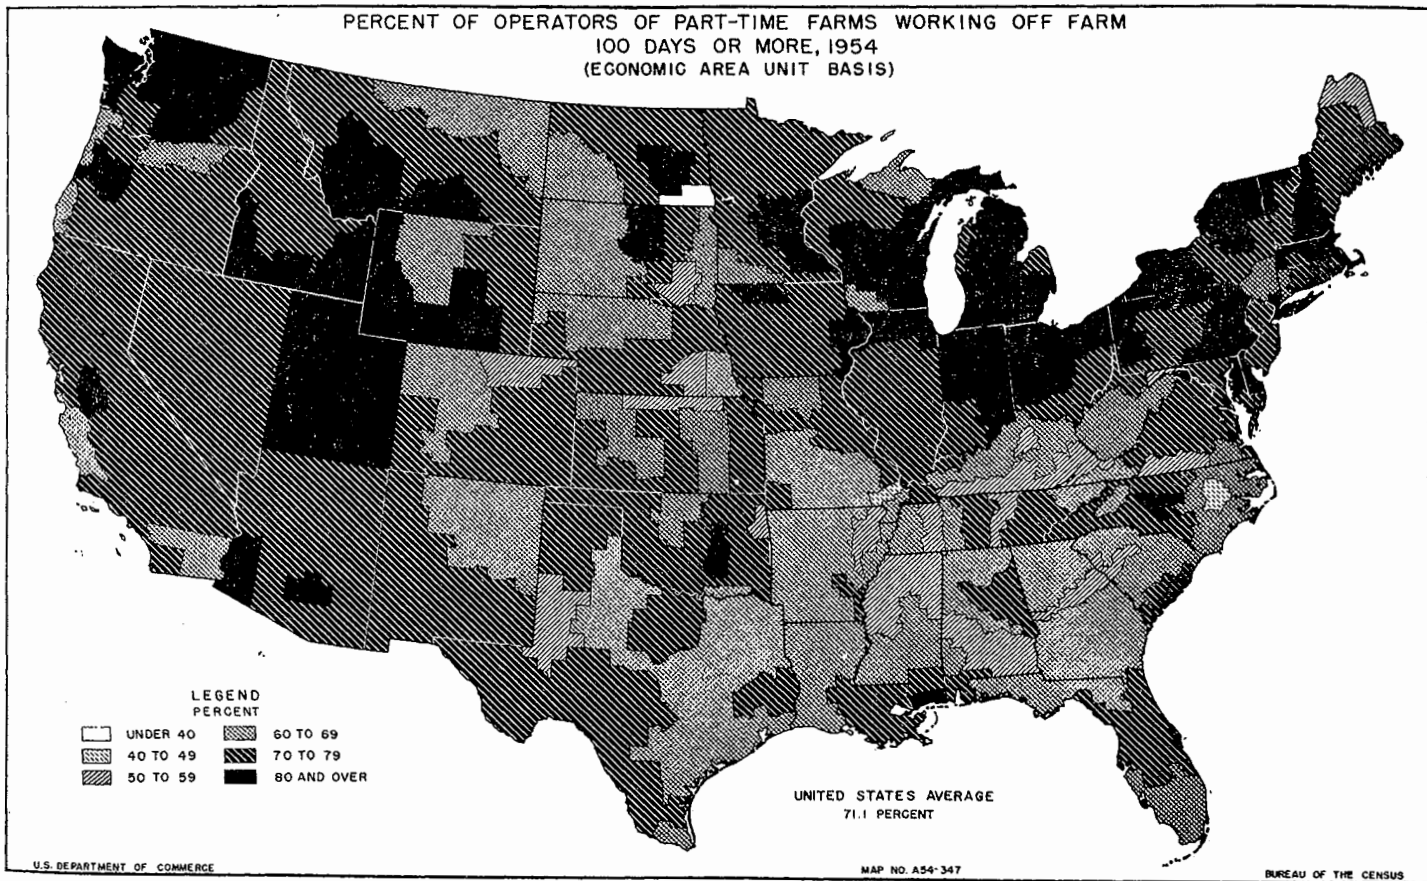 PERCENT OF OPERATORS OF PART-TIME FARMS WORKING OFF FARM
100 DAYS OR MORE, 1954
(ECONOMIC AREA UNIT BASIS)
LEGEND
PERCENT
UNDER 40
60 TO 69
40 TO 49
70 TO 79
50 TO 59
80 AND OVER
UNITED STATES AVERAGE
71.1 PERCENT
U.S. DEPARTMENT OF COMMERCE
MAP NO. A54-347
BUREAU OF THE CENSUS